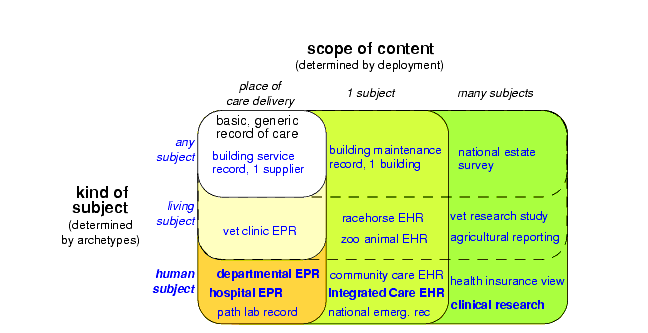 scope of content
(determined by deployment)
place of
care delivery
1 subject
many subjects
kind of
subject
(determined
by archetypes)
any
subject
basic, generic
record of care
building service
record, 1 supplier
building maintenance
record, 1 building
national estate
survey
living
subject
vet clinic EPR
racehorse EHR
zoo animal EHR
vet research study
agricultural reporting
human
subject
departmental EPR
hospital EPR
path lab record
community care EHR
Integrated Care EHR
national emerg. rec
health insurance view
clinical research